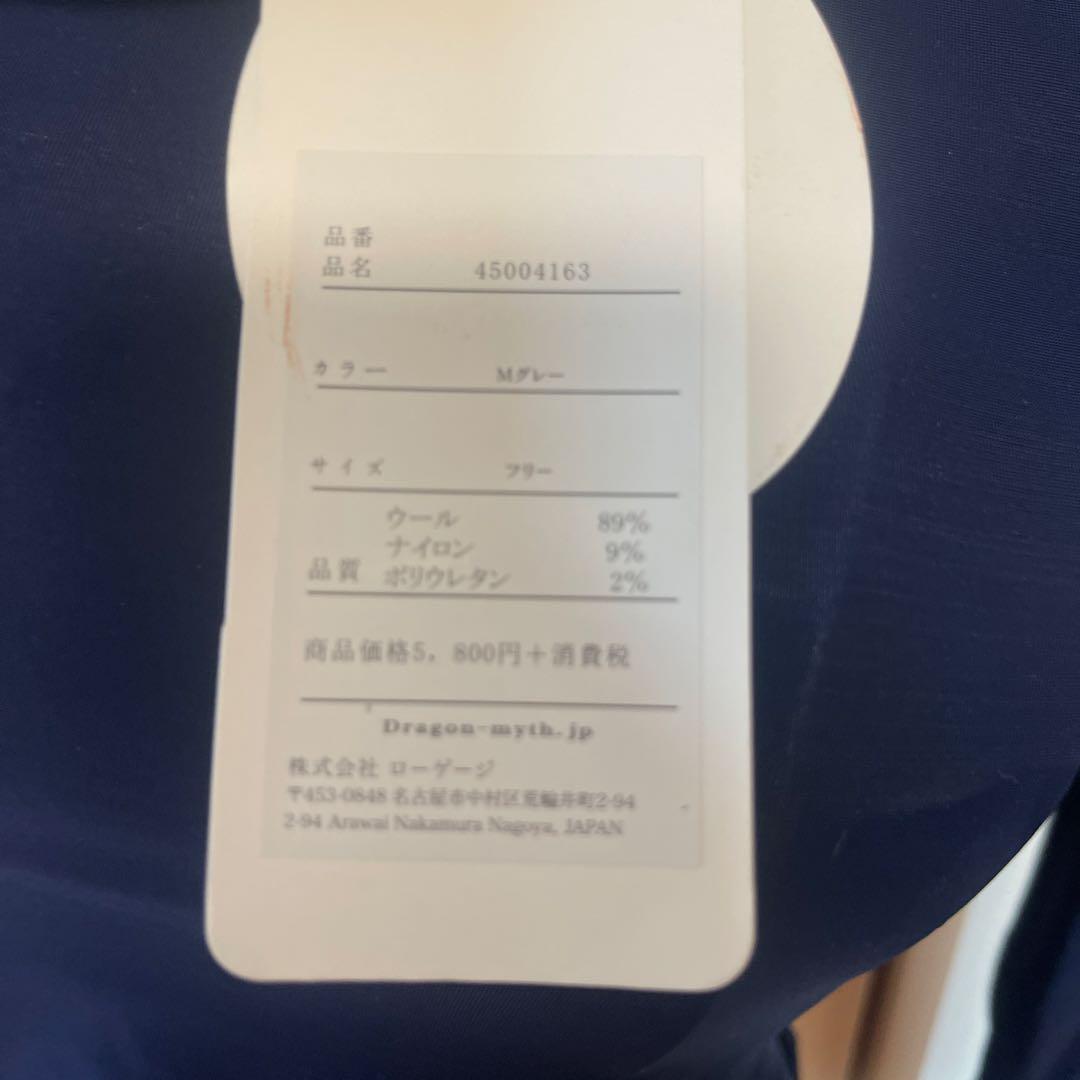 品番
品名 45004163
カラー Mグレー
サイズ フリー
ウール 89%
ナイロン 9%
品質 ポリウレタン 2%
商品価格5，800円＋消費税
Dragon-myth.jp
株式会社 ローゲージ
〒453-0848 名古屋市中村区荒輪井町2-94
2-94 Arawai Nakamura Nagoya, JAPAN